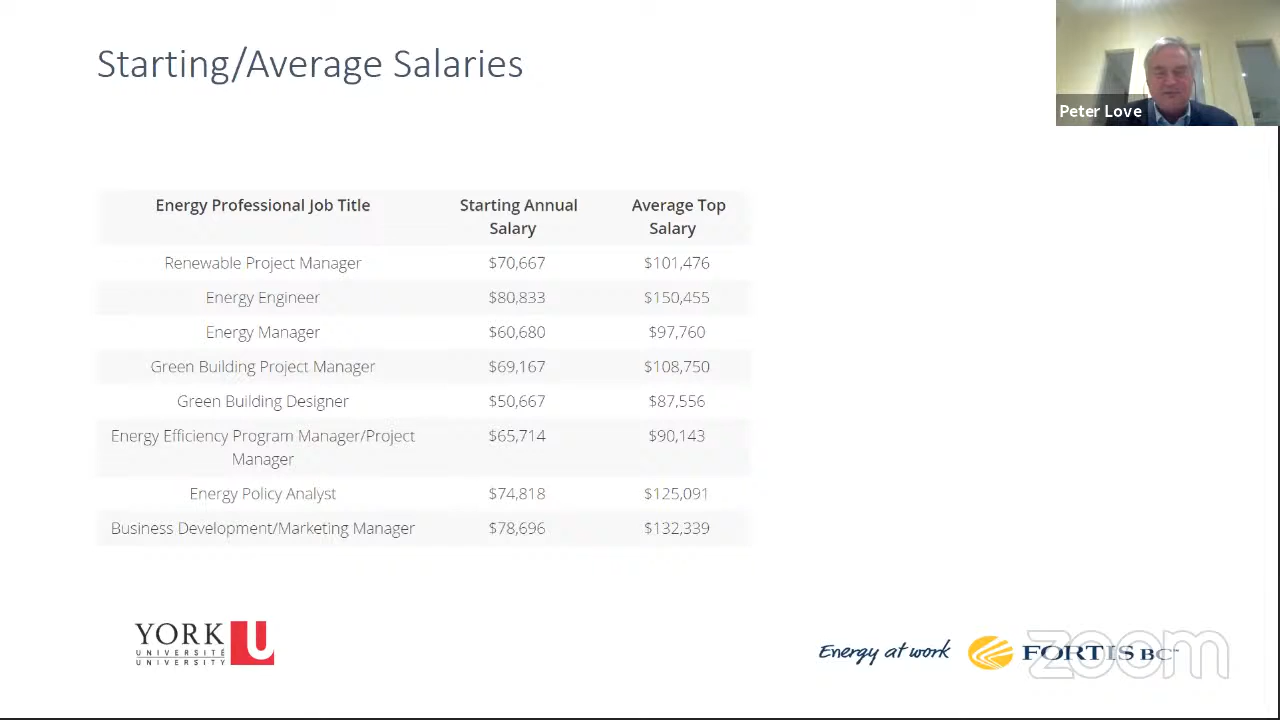 Starting/Average Salaries
Peter Love
Energy Professional Job Title Starting Annual Salary Average Top Salary
Renewable Project Manager $70,667 $101,476
Energy Engineer $80,833 $150,455
Energy Manager $60,680 $97,760
Green Building Project Manager $69,167 $108,750
Green Building Designer $50,667 $87,556
Energy Efficiency Program Manager/Project Manager $65,714 $90,143
Energy Policy Analyst $74,818 $125,091
Business Development/Marketing Manager $78,696 $132,339
YORK U
UNIVERSITÉ
UNIVERSITY
Energy at work
FORTIS BC™
zoom